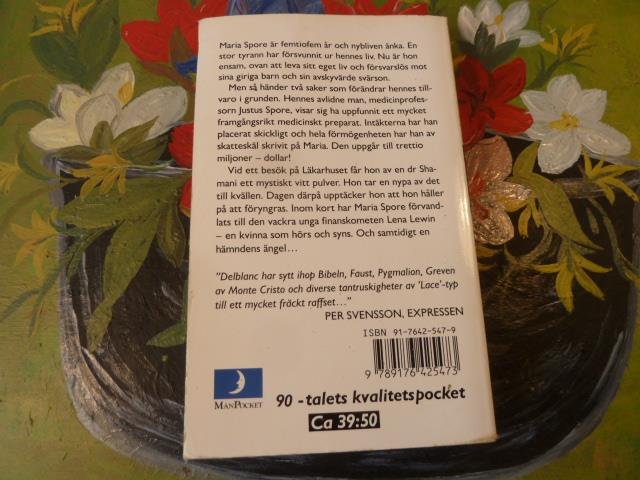 Maria Spore är femtiofem år och nybliven änka. En
stor tyrann har försvunnit ur hennes liv. Nu är hon
ensam, ovan att leva sitt eget liv och försvarslös mot
sina giriga barn och sin avskyvärde svärson.
Men så händer två saker som förändrar hennes till-
varo i grunden. Hennes avlidne man, medicinprofes-
sorn Justus Spore, visar sig ha uppfunnit ett mycket
framgångsrikt medicinskt preparat. Intäkterna har han
placerat skickligt och hela förmögenheten har han av
skatteskäl skrivit på Maria. Den uppgår till trettio
miljoner – dollar!
Vid ett besök på Läkarhuset får hon av en dr Sha-
mani ett mystiskt vitt pulver. Hon tar en nypa av det
till kvällen. Dagen därpå upptäcker hon att hon håller
på att föryngras. Inom kort har Maria Spore förvand-
lats till den vackra unga finanskometen Lena Lewin
– en kvinna som hörs och syns. Och samtidigt en
hämndens ängel...
"Delblanc har sytt ihop Bibeln, Faust, Pygmalion, Greven
av Monte Cristo och diverse tantruskigheter av 'Lace'-typ
till ett mycket fräckt raffset..."
PER SVENSSON, EXPRESSEN
ISBN 91-7642-547-9
9 789176 425473
MÅNPOCKET
90 -talets kvalitetspocket
Ca 39:50